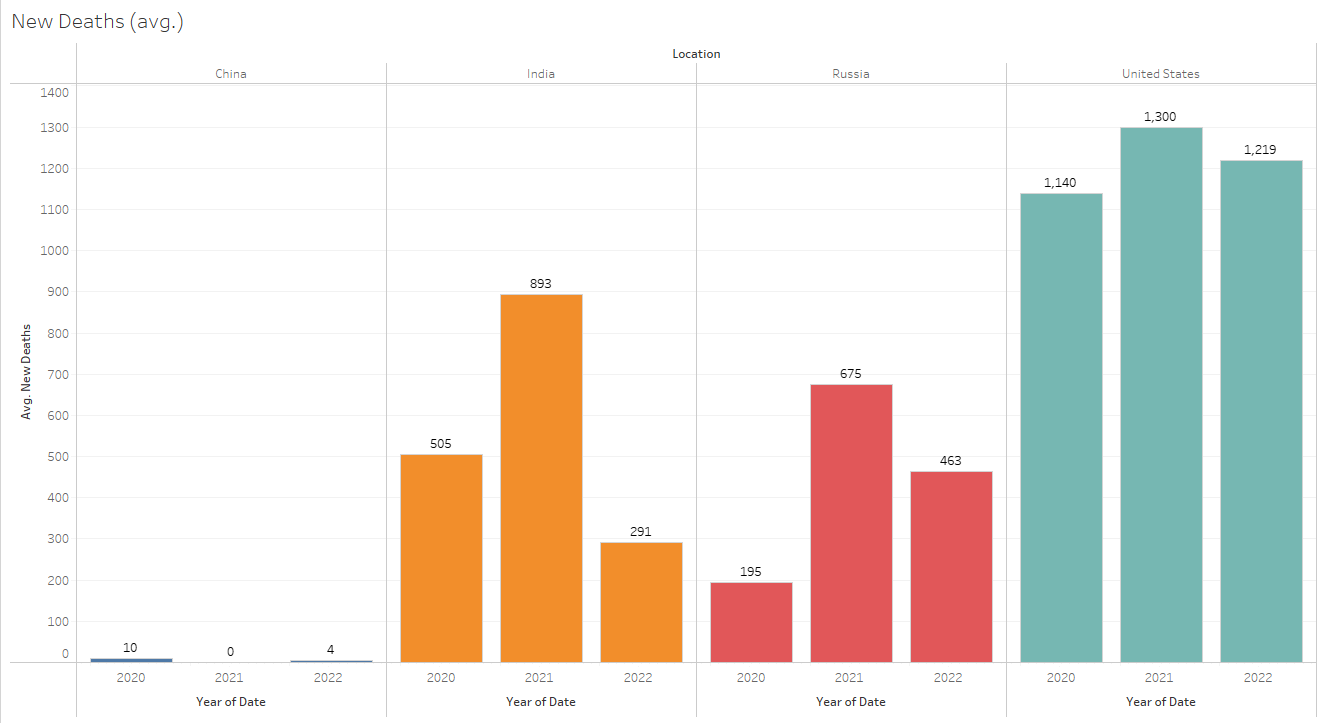 New Deaths (avg.)
Location
China India Russia United States
1400
1300
1200
1100
1000
900
800
700
600
500
400
300
200
100
0
Avg. New Deaths
10 0 4
505 893 291
195 675 463
1,140 1,300 1,219
2020 2021 2022 2020 2021 2022 2020 2021 2022 2020 2021 2022
Year of Date Year of Date Year of Date Year of Date